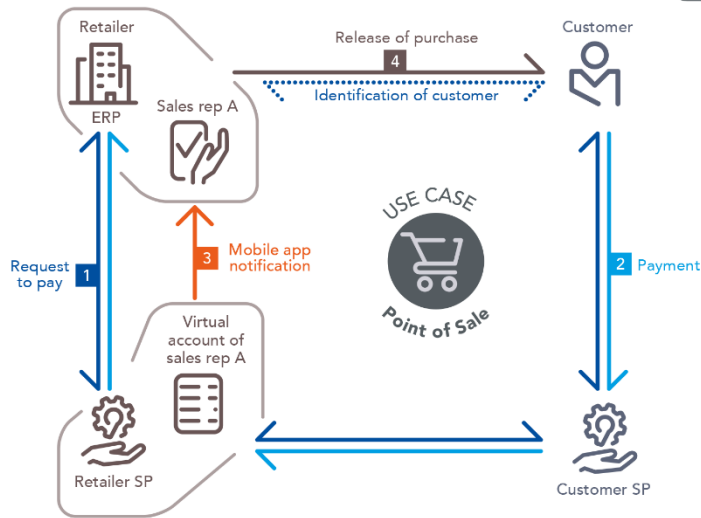 Retailer
ERP
Sales rep A
Release of purchase
4
Identification of customer
Customer
USE CASE
Point of Sale
Request
to pay
1
3
Mobile app
notification
2
Payment
Virtual
account of
sales rep A
Retailer SP
Customer SP